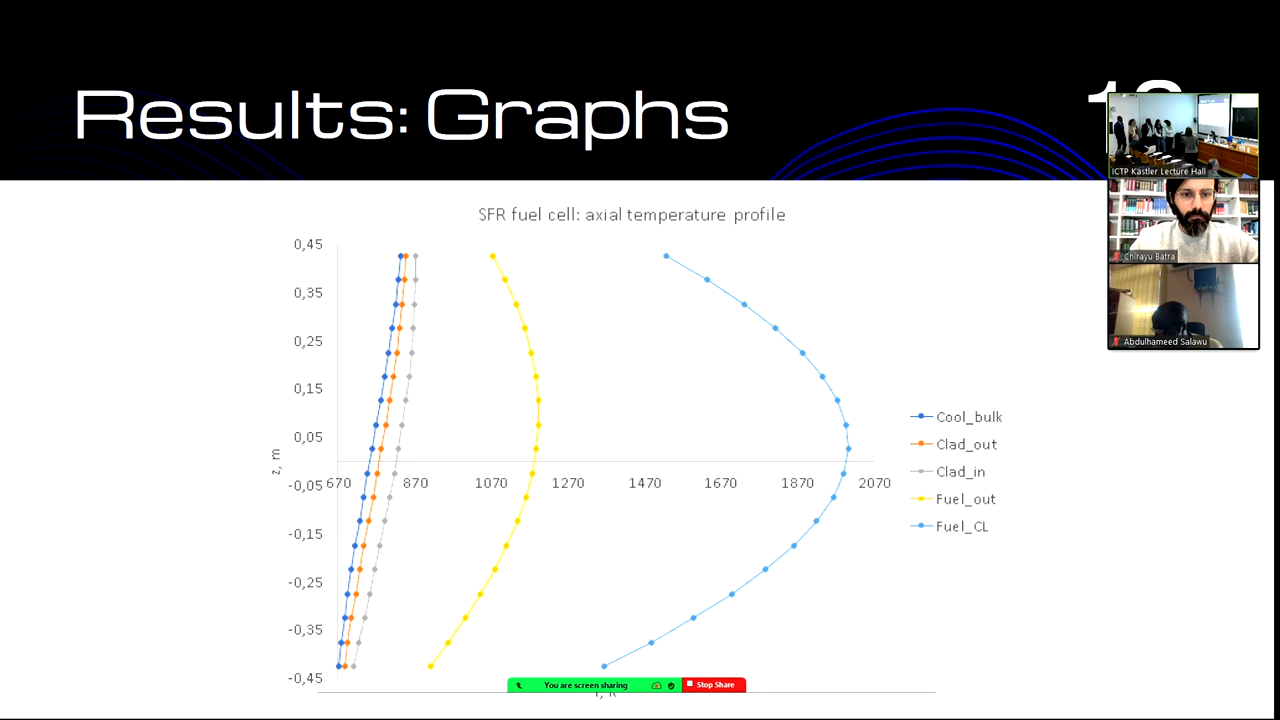 Results: Graphs
ICTP Kastler Lecture Hall
Chirayu Batra
Abdulhameed Salawu
SFR fuel cell: axial temperature profile
0,45
0,35
0,25
0,15
0,05
-0,05
-0,15
-0,25
-0,35
-0,45
z, m
670 870 1070 1270 1470 1670 1870 2070
Cool_bulk
Clad_out
Clad_in
Fuel_out
Fuel_CL
You are screen sharing
Stop Share